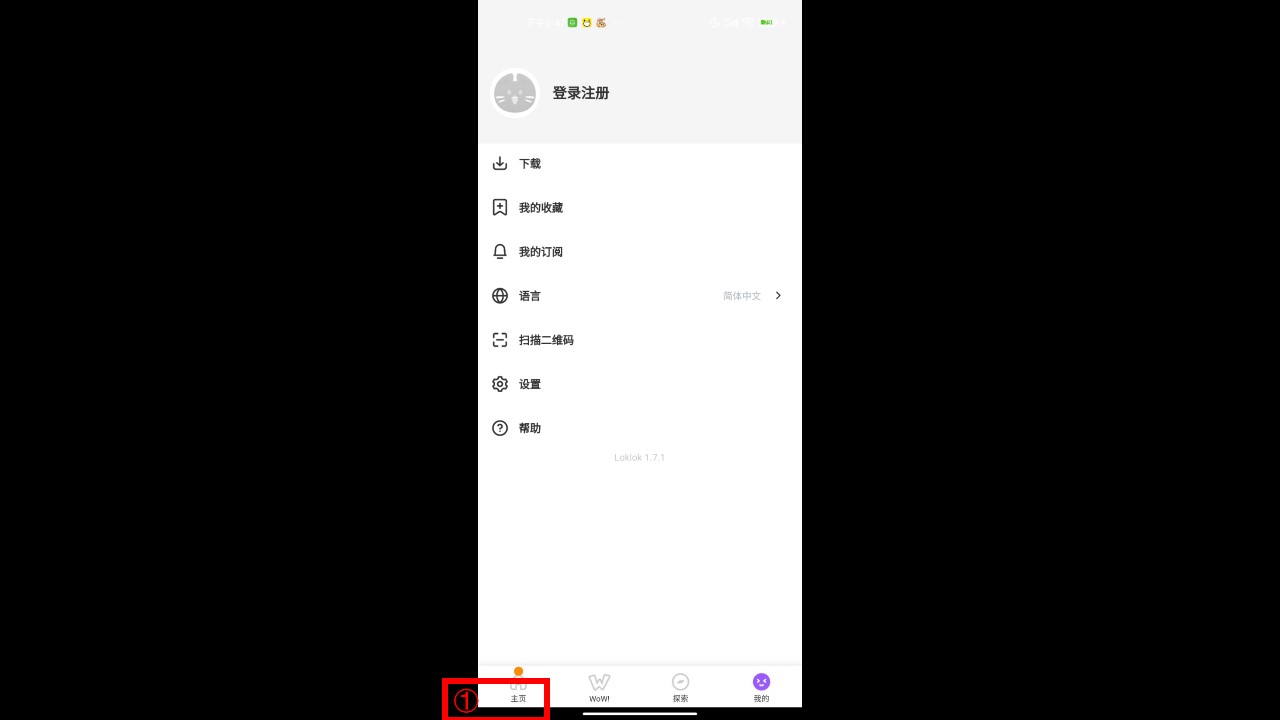 登录注册
下载
我的收藏
我的订阅
语言 简体中文
扫描二维码
设置
帮助
Loklok 1.7.1
①
主页 WoW! 探索 我的